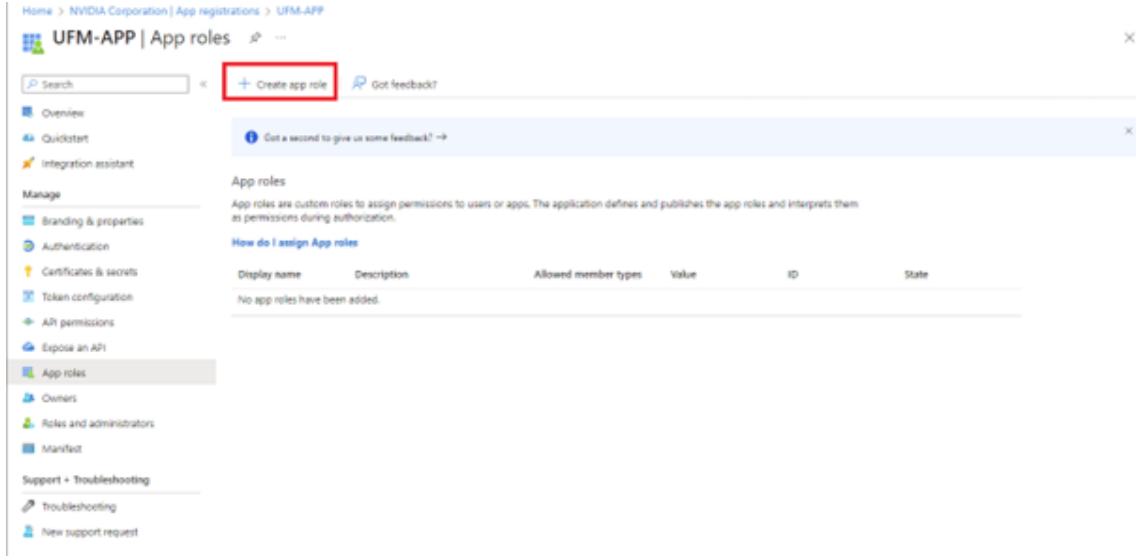 Home > NVIDIA Corporation | App registrations > UFM-APP
UFM-APP | App roles
Search
Create app role
Got feedback?
Overview
Quickstart
Integration assistant
Manage
Branding & properties
Authentication
Certificates & secrets
Token configuration
API permissions
Expose an API
App roles
Owners
Roles and administrators
Manifest
Support + Troubleshooting
Troubleshooting
New support request
Got a second to give us some feedback? →
App roles
App roles are custom roles to assign permissions to users or apps. The application defines and publishes the app roles and interprets them
as permissions during authorization.
How do I assign App roles
Display name Description Allowed member types Value ID State
No app roles have been added.